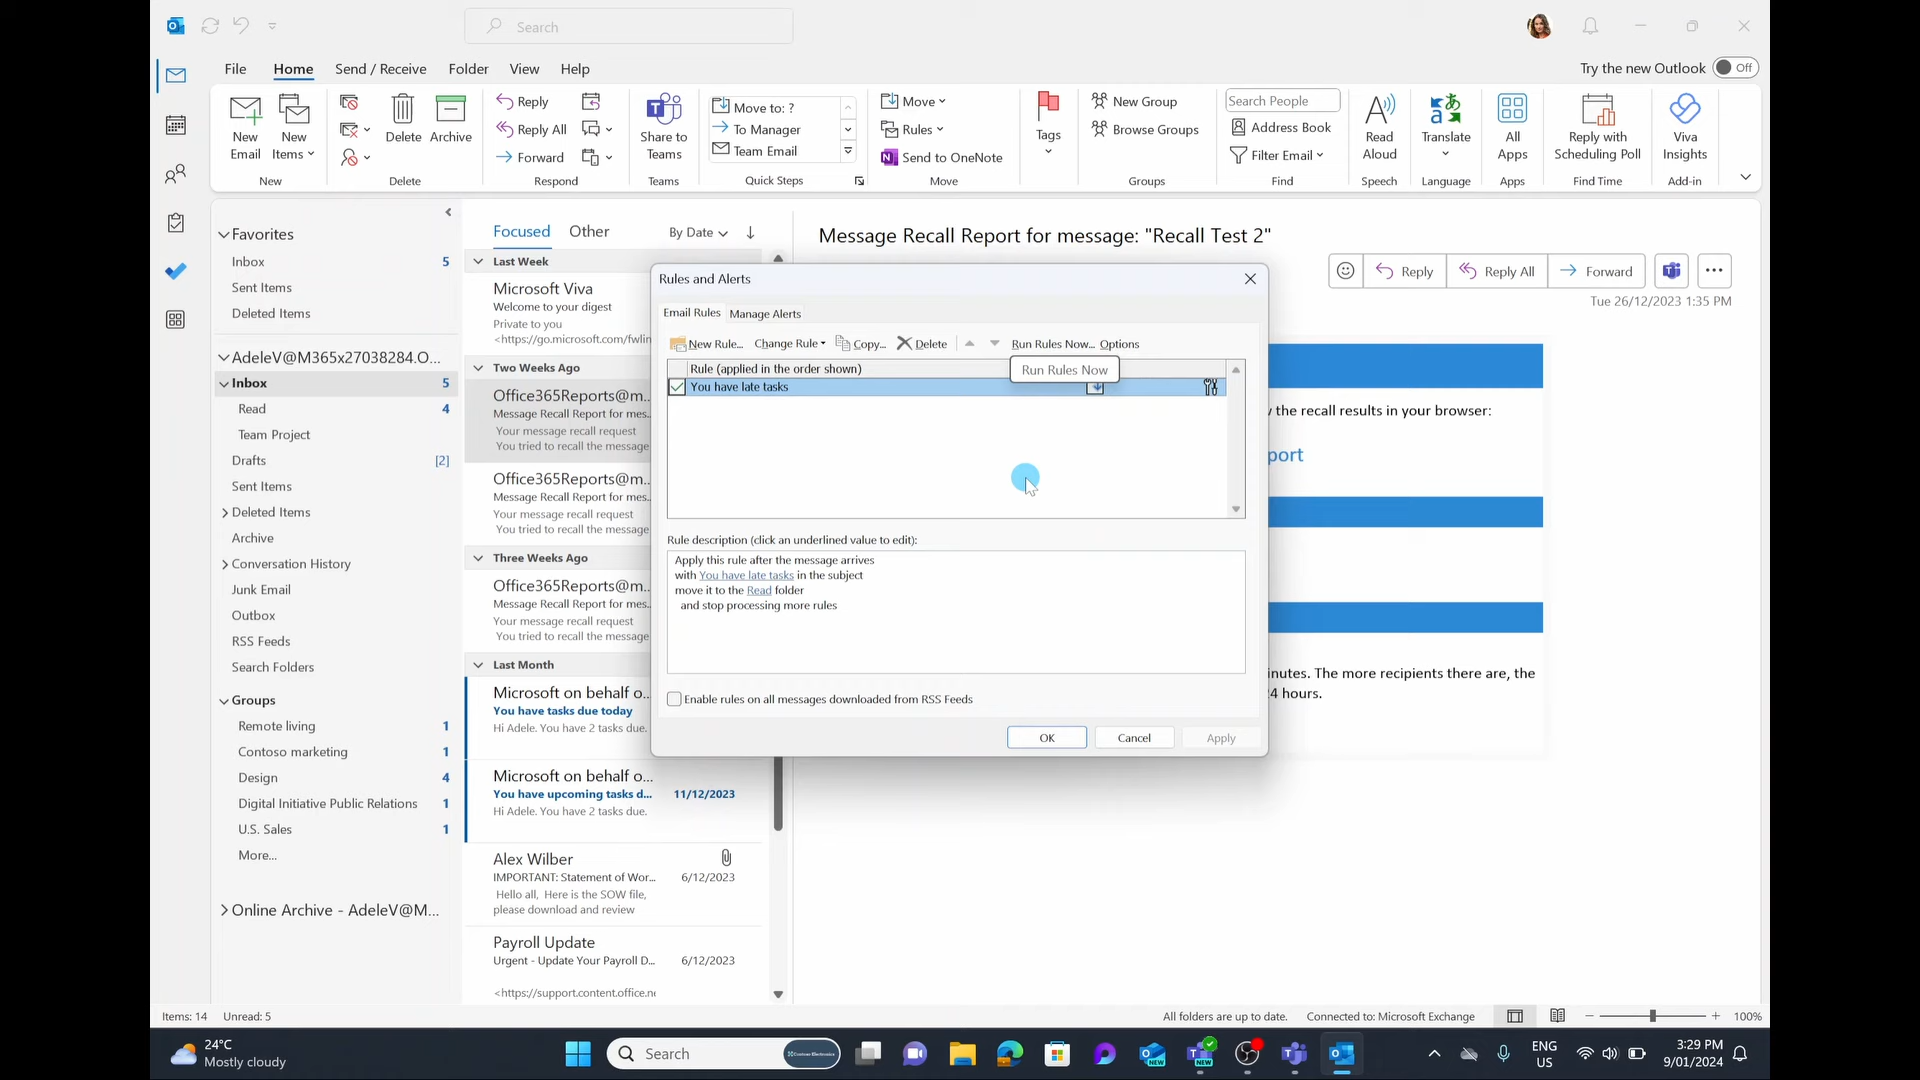 Search
File Home Send / Receive Folder View Help
Try the new Outlook Off
New Email
New Items
New
Delete
Archive
Delete
Reply
Reply All
Forward
Respond
Share to Teams
Teams
Move to: ?
To Manager
Team Email
Quick Steps
Move
Rules
Send to OneNote
Move
Tags
New Group
Browse Groups
Groups
Search People
Address Book
Filter Email
Find
Read Aloud
Speech
Translate
Language
All Apps
Apps
Reply with Scheduling Poll
Find Time
Viva Insights
Add-in
Favorites
Inbox 5
Sent Items
Deleted Items
AdeleV@M365x27038284.O...
Inbox 5
Read 4
Team Project
Drafts [2]
Sent Items
Deleted Items
Archive
Conversation History
Junk Email
Outbox
RSS Feeds
Search Folders
Groups
Remote living 1
Contoso marketing 1
Design 4
Digital Initiative Public Relations 1
U.S. Sales 1
More...
Online Archive - AdeleV@M...
Focused Other By Date
Last Week
Microsoft Viva
Welcome to your digest
Private to you
<https://go.microsoft.com/fwlin
Two Weeks Ago
Office365Reports@m...
Message Recall Report for mes...
Your message recall request
You tried to recall the message
Office365Reports@m...
Message Recall Report for mes...
Your message recall request
You tried to recall the message
Three Weeks Ago
Office365Reports@m...
Message Recall Report for mes...
Your message recall request
You tried to recall the message
Last Month
Microsoft on behalf o...
You have tasks due today
Hi Adele. You have 2 tasks due.
Microsoft on behalf o...
You have upcoming tasks d... 11/12/2023
Hi Adele. You have 2 tasks due.
Alex Wilber
IMPORTANT: Statement of Wor... 6/12/2023
Hello all, Here is the SOW file,
please download and review
Payroll Update
Urgent - Update Your Payroll D... 6/12/2023
<https://support.content.office.ne
Message Recall Report for message: "Recall Test 2"
Reply Reply All Forward
Tue 26/12/2023 1:35 PM
y the recall results in your browser:
port
inutes. The more recipients there are, the
4 hours.
Rules and Alerts
Email Rules Manage Alerts
New Rule... Change Rule Copy... Delete Run Rules Now... Options
Rule (applied in the order shown)
Run Rules Now
You have late tasks
Rule description (click an underlined value to edit):
Apply this rule after the message arrives
with You have late tasks in the subject
move it to the Read folder
and stop processing more rules
Enable rules on all messages downloaded from RSS Feeds
OK Cancel Apply
Items: 14 Unread: 5
All folders are up to date. Connected to: Microsoft Exchange 100%
24°C
Mostly cloudy
Search
NEW
NEW
ENG
US
3:29 PM
9/01/2024